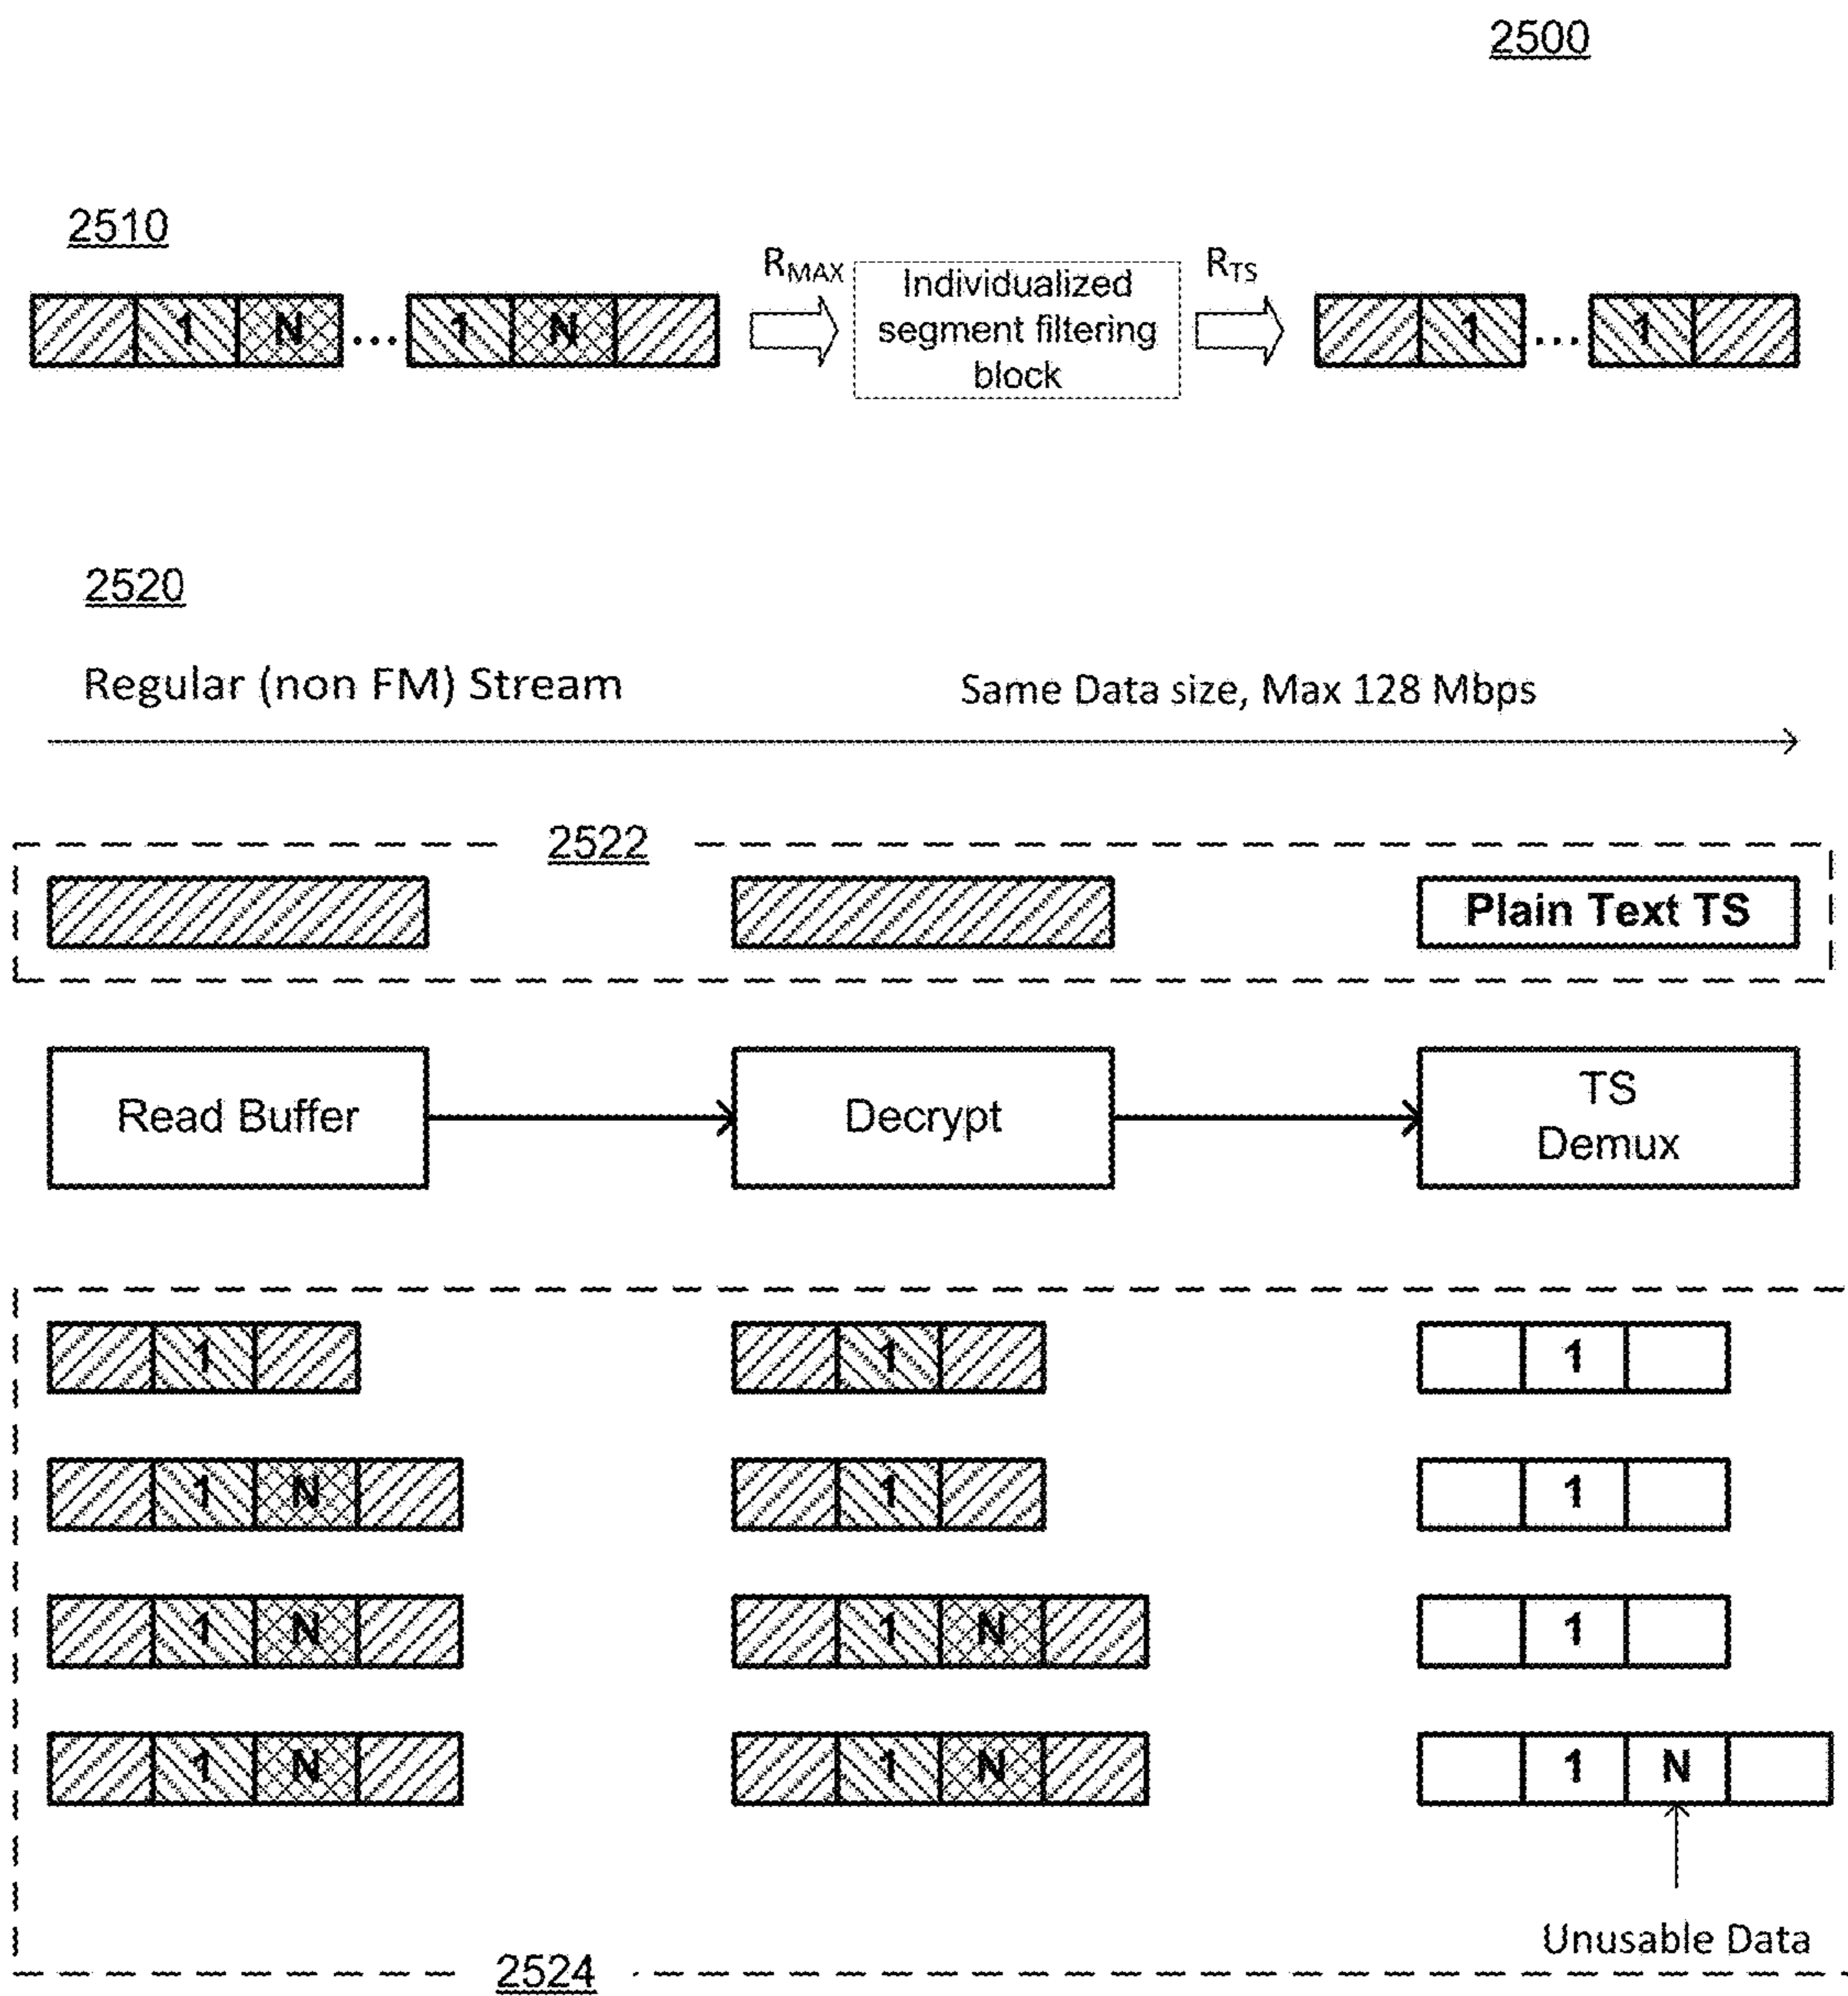 2500
2510
R_MAX
Individualized
segment filtering
block
R_TS
1 N ... 1 N
1 ... 1
2520
Regular (non FM) Stream
Same Data size, Max 128 Mbps
2522
Plain Text TS
Read Buffer
Decrypt
TS
Demux
1 1 1
1 N 1 1
1 N 1 N 1
1 N 1 N 1 N
Unusable Data
2524